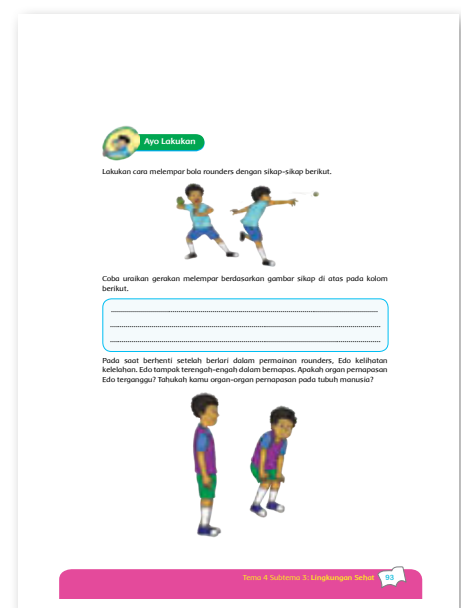 Ayo Lakukan
Lakukan cara melempar bola rounders dengan sikap-sikap berikut.
Coba uraikan gerakan melempar berdasarkan gambar sikap di atas pada kolom
berikut.
Pada saat berhenti setelah berlari dalam permainan rounders, Edo kelihatan
kelelahan. Edo tampak terengah-engah dalam bernapas. Apakah organ pernapasan
Edo terganggu? Tahukah kamu organ-organ pernapasan pada tubuh manusia?
Tema 4 Subtema 3: Lingkungan Sehat 93